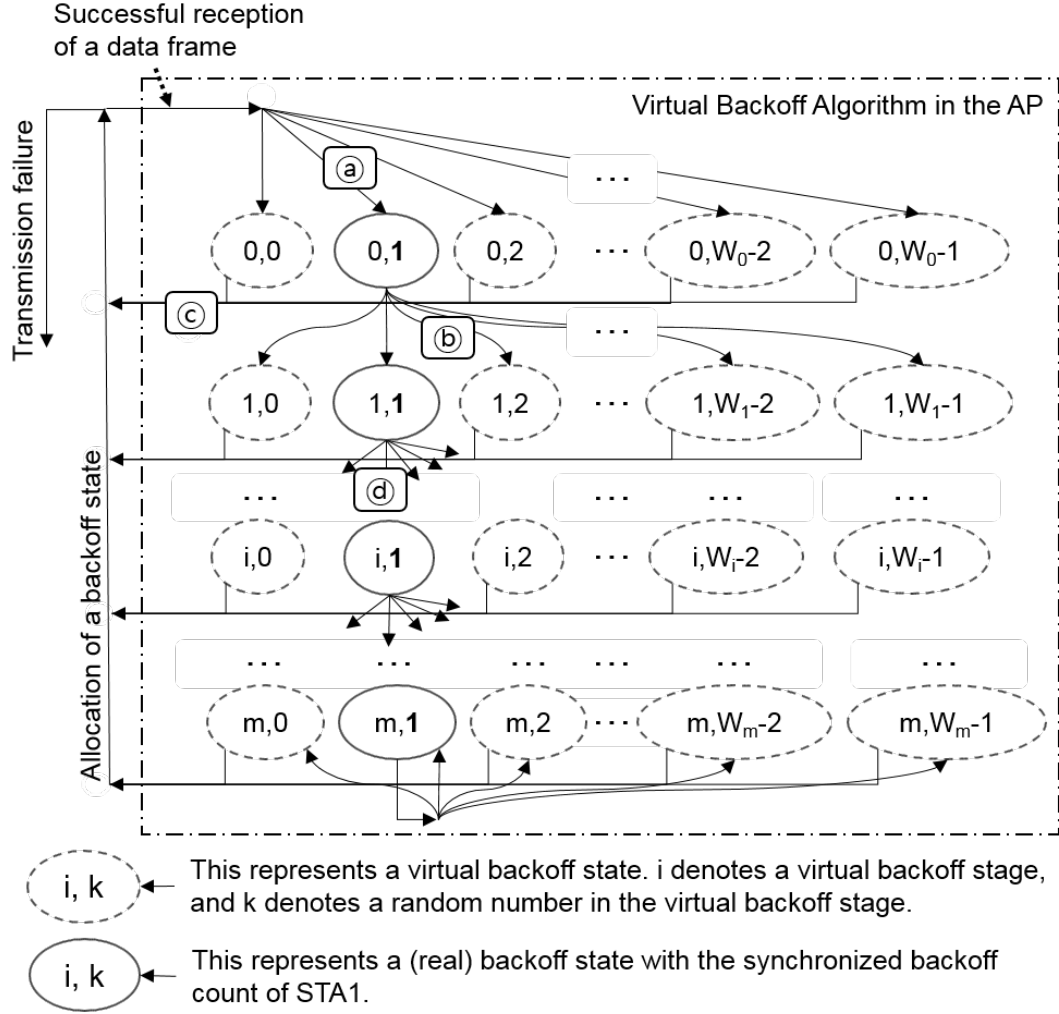 Successful reception
of a data frame
Virtual Backoff Algorithm in the AP
Transmission failure
Allocation of a backoff state
ⓐ
...
0,0 0,1 0,2 ... 0,W₀-2 0,W₀-1
ⓒ
ⓑ
...
1,0 1,1 1,2 ... 1,W₁-2 1,W₁-1
ⓓ
... ... ... ...
i,0 i,1 i,2 ... i,Wᵢ-2 i,Wᵢ-1
... ... ... ... ... ...
m,0 m,1 m,2 ... m,Wₘ-2 m,Wₘ-1
i, k
This represents a virtual backoff state. i denotes a virtual backoff stage,
and k denotes a random number in the virtual backoff stage.
i, k
This represents a (real) backoff state with the synchronized backoff
count of STA1.